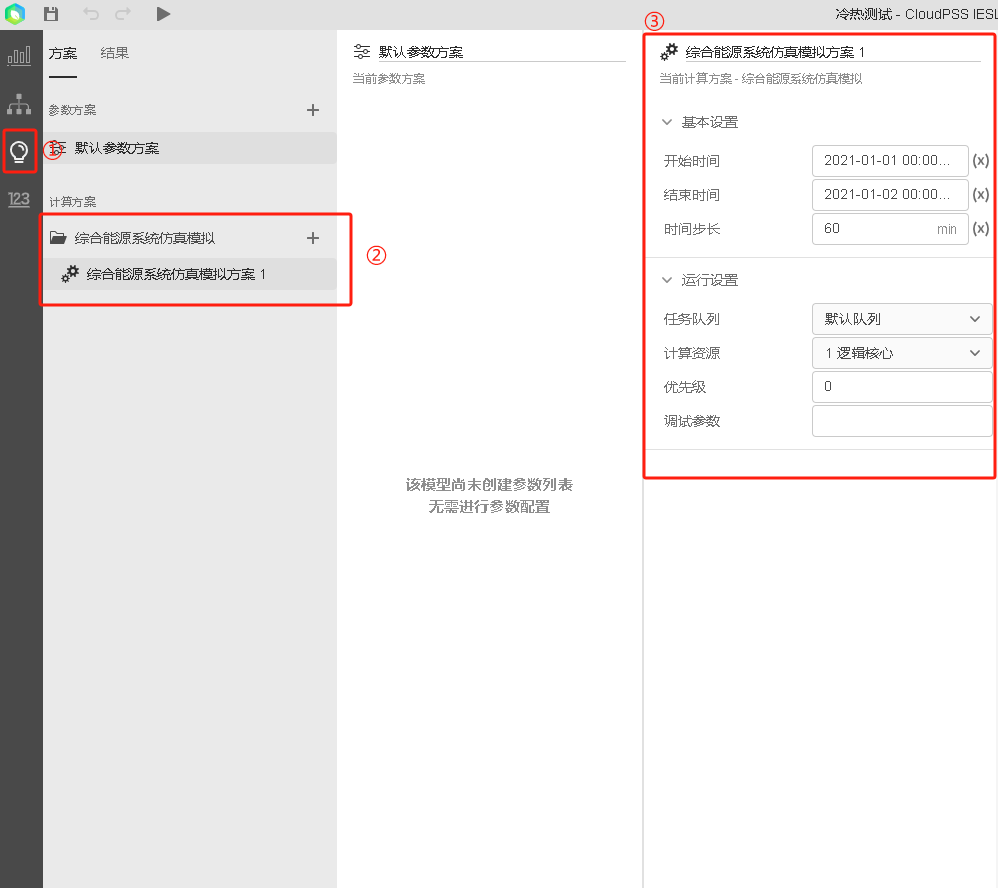 冷热测试 - CloudPSS IESL
③
方案 结果
参数方案
① 默认参数方案
123
计算方案
综合能源系统仿真模拟
综合能源系统仿真模拟方案 1
②
默认参数方案
当前参数方案
该模型尚未创建参数列表
无需进行参数配置
综合能源系统仿真模拟方案 1
当前计算方案 - 综合能源系统仿真模拟
基本设置
开始时间 2021-01-01 00:00... (x)
结束时间 2021-01-02 00:00... (x)
时间步长 60 min (x)
运行设置
任务队列 默认队列
计算资源 1 逻辑核心
优先级 0
调试参数